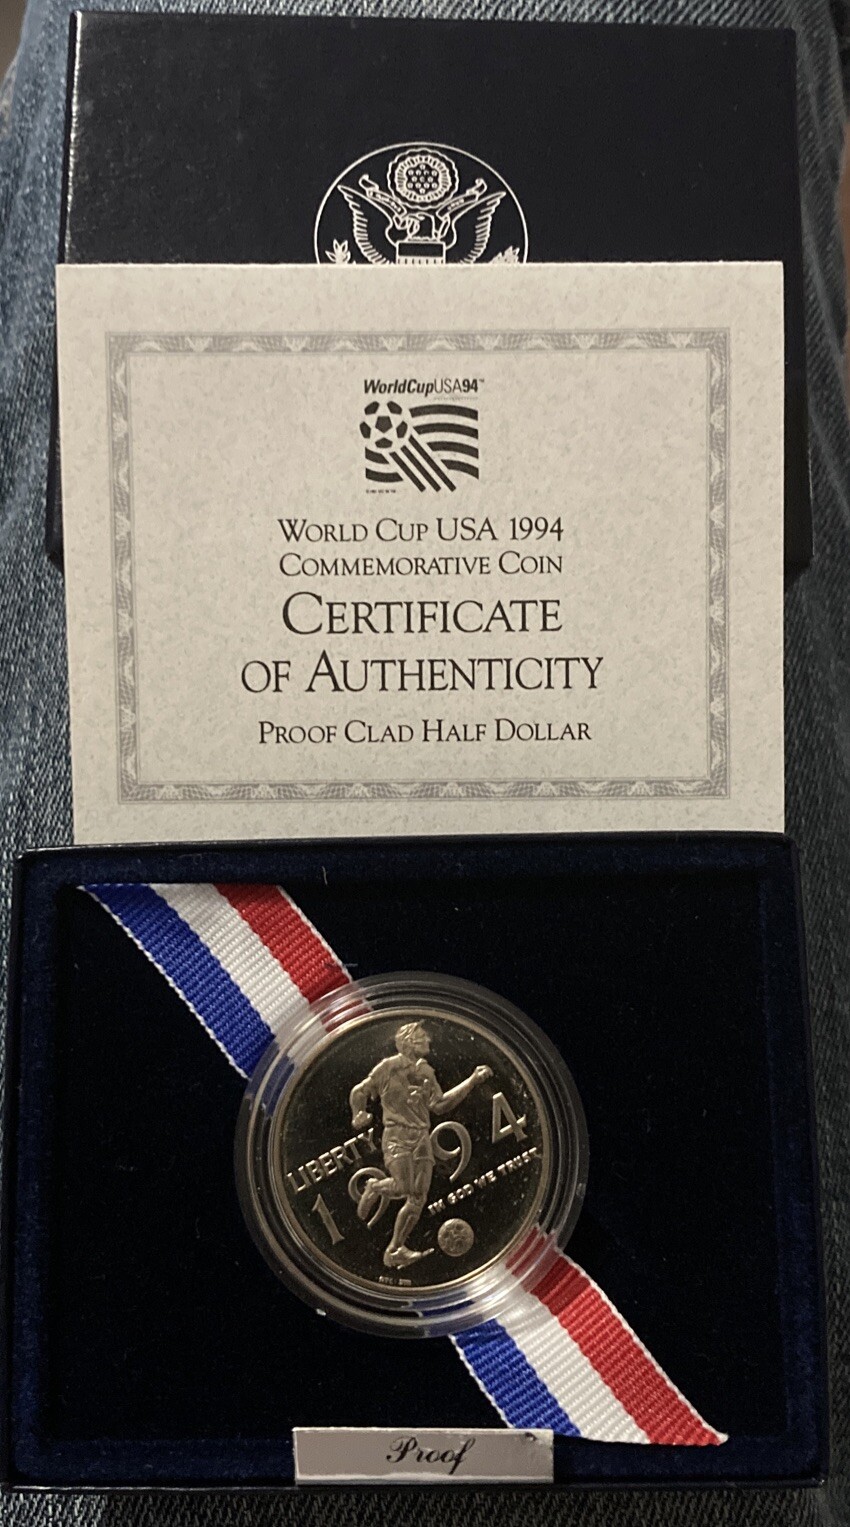 WorldCupUSA94™
WORLD CUP USA 1994
COMMEMORATIVE COIN
CERTIFICATE
OF AUTHENTICITY
PROOF CLAD HALF DOLLAR
LIBERTY
1994
IN GOD WE TRUST
Proof